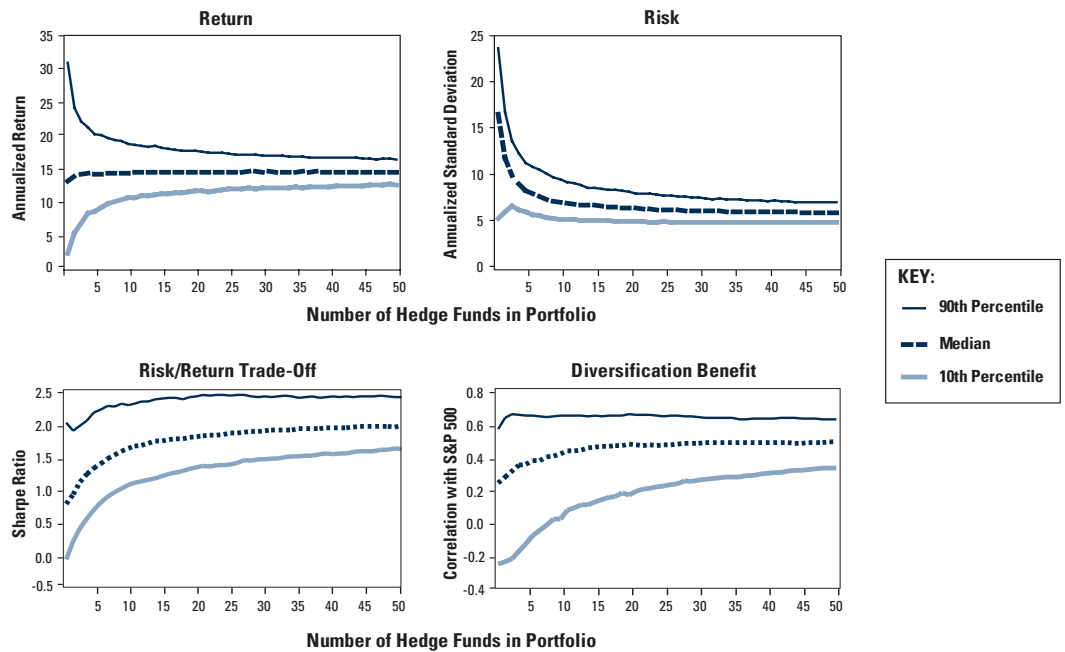 Return
Annualized Return
35
30
25
20
15
10
5
0
5 10 15 20 25 30 35 40 45 50
Risk
Annualized Standard Deviation
25
20
15
10
5
0
5 10 15 20 25 30 35 40 45 50
Number of Hedge Funds in Portfolio
KEY:
90th Percentile
Median
10th Percentile
Risk/Return Trade-Off
Sharpe Ratio
2.5
2.0
1.5
1.0
0.5
0.0
-0.5
5 10 15 20 25 30 35 40 45 50
Diversification Benefit
Correlation with S&P 500
0.8
0.6
0.4
0.2
0.0
-0.2
-0.4
5 10 15 20 25 30 35 40 45 50
Number of Hedge Funds in Portfolio